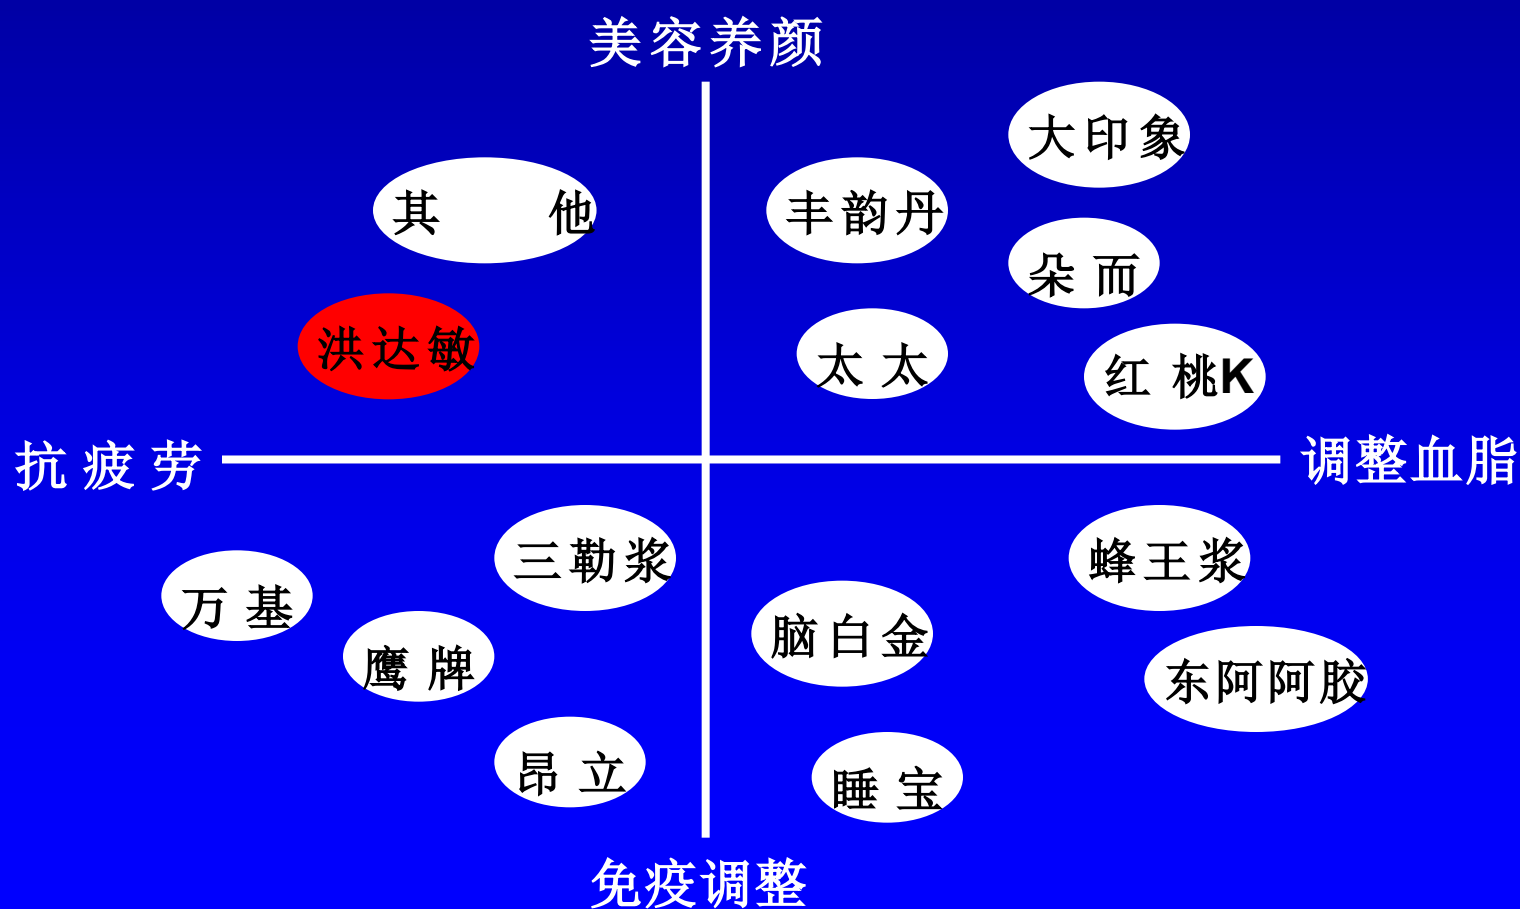 美容养颜
大印象
其 他
丰韵丹
朵而
洪达敏
太太
红桃K
抗疲劳
调整血脂
三勒浆
蜂王浆
万基
脑白金
鹰牌
东阿阿胶
昂立
睡宝
免疫调整